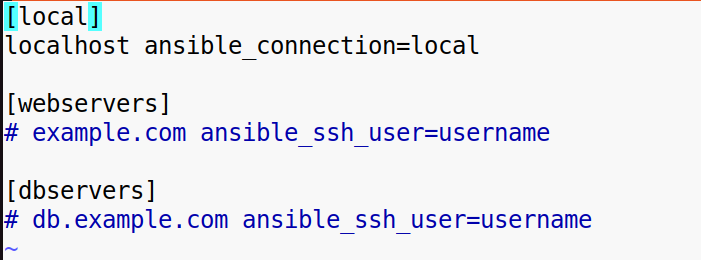 [local]
localhost ansible_connection=local
[webservers]
# example.com ansible_ssh_user=username
[dbservers]
# db.example.com ansible_ssh_user=username
~